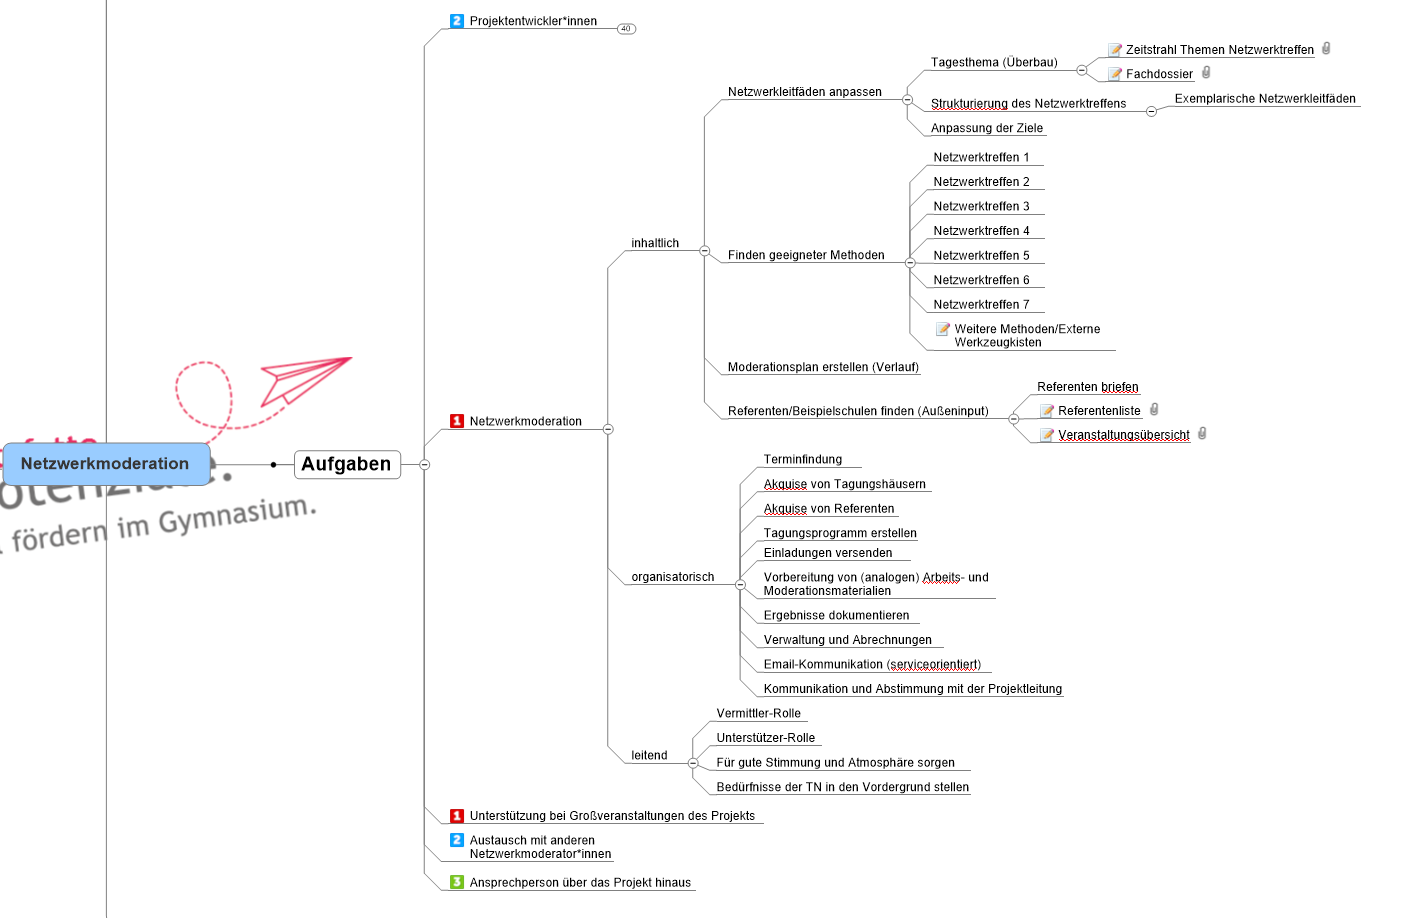 Projektentwickler*innen
40
Netzwerkleitfäden anpassen
Tagesthema (Überbau)
Zeitstrahl Themen Netzwerktreffen
Fachdossier
Strukturierung des Netzwerktreffens
Exemplarische Netzwerkleitfäden
Anpassung der Ziele
inhaltlich
Finden geeigneter Methoden
Netzwerktreffen 1
Netzwerktreffen 2
Netzwerktreffen 3
Netzwerktreffen 4
Netzwerktreffen 5
Netzwerktreffen 6
Netzwerktreffen 7
Weitere Methoden/Externe
Werkzeugkisten
Moderationsplan erstellen (Verlauf)
Referenten/Beispielschulen finden (Außeninput)
Referenten briefen
Referentenliste
Veranstaltungsübersicht
1 Netzwerkmoderation
Netzwerkmoderation
Aufgaben
fördern im Gymnasium.
organisatorisch
Terminfindung
Akquise von Tagungshäusern
Akquise von Referenten
Tagungsprogramm erstellen
Einladungen versenden
Vorbereitung von (analogen) Arbeits- und
Moderationsmaterialien
Ergebnisse dokumentieren
Verwaltung und Abrechnungen
Email-Kommunikation (serviceorientiert)
Kommunikation und Abstimmung mit der Projektleitung
leitend
Vermittler-Rolle
Unterstützer-Rolle
Für gute Stimmung und Atmosphäre sorgen
Bedürfnisse der TN in den Vordergrund stellen
1 Unterstützung bei Großveranstaltungen des Projekts
2 Austausch mit anderen
Netzwerkmoderator*innen
3 Ansprechperson über das Projekt hinaus